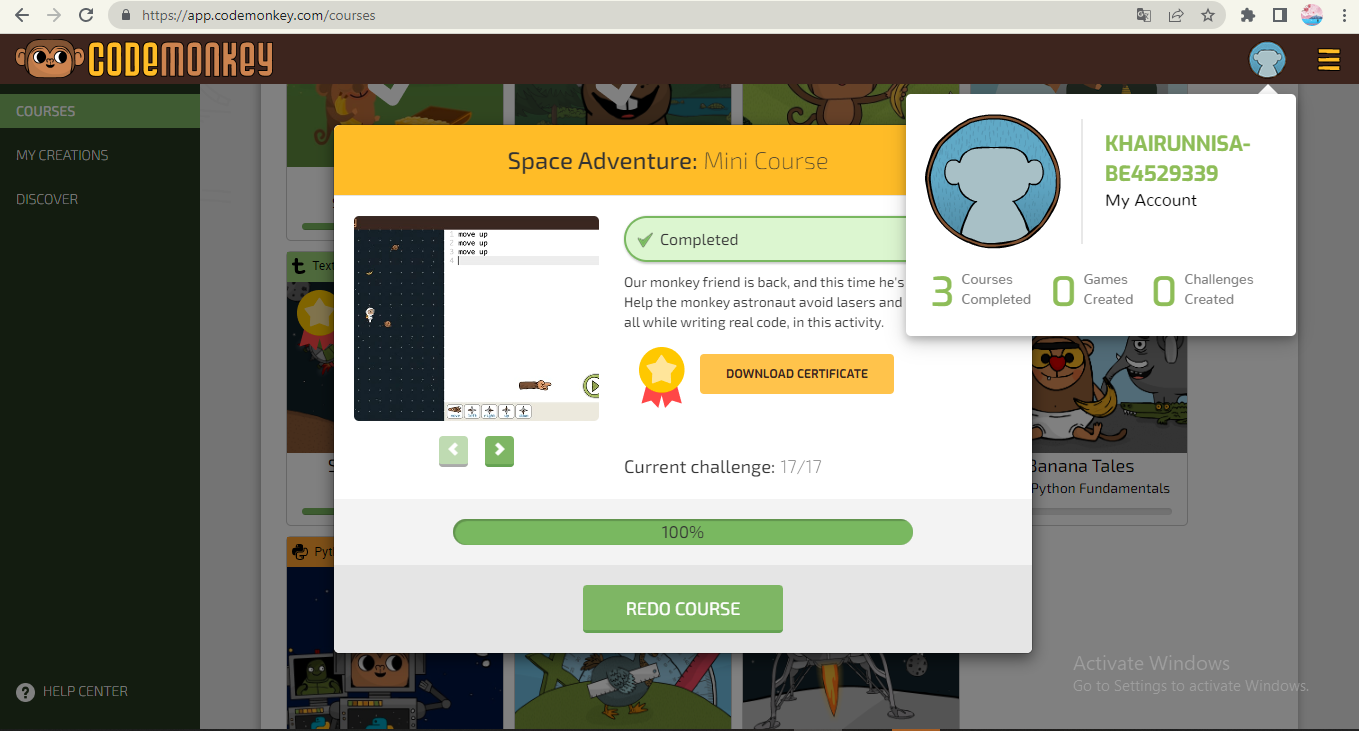 https://app.codemonkey.com/courses
CODEMONKEY
COURSES
MY CREATIONS
DISCOVER
HELP CENTER
KHAIRUNNISA-
BE4529339
My Account
3 Courses Completed
0 Games Created
0 Challenges Created
Space Adventure: Mini Course
1 move up
2 move up
3 move up
4
Completed
Our monkey friend is back, and this time he's
Help the monkey astronaut avoid lasers and
all while writing real code, in this activity.
DOWNLOAD CERTIFICATE
Current challenge: 17/17
100%
REDO COURSE
Text
Banana Tales
Python Fundamentals
Activate Windows
Go to Settings to activate Windows.